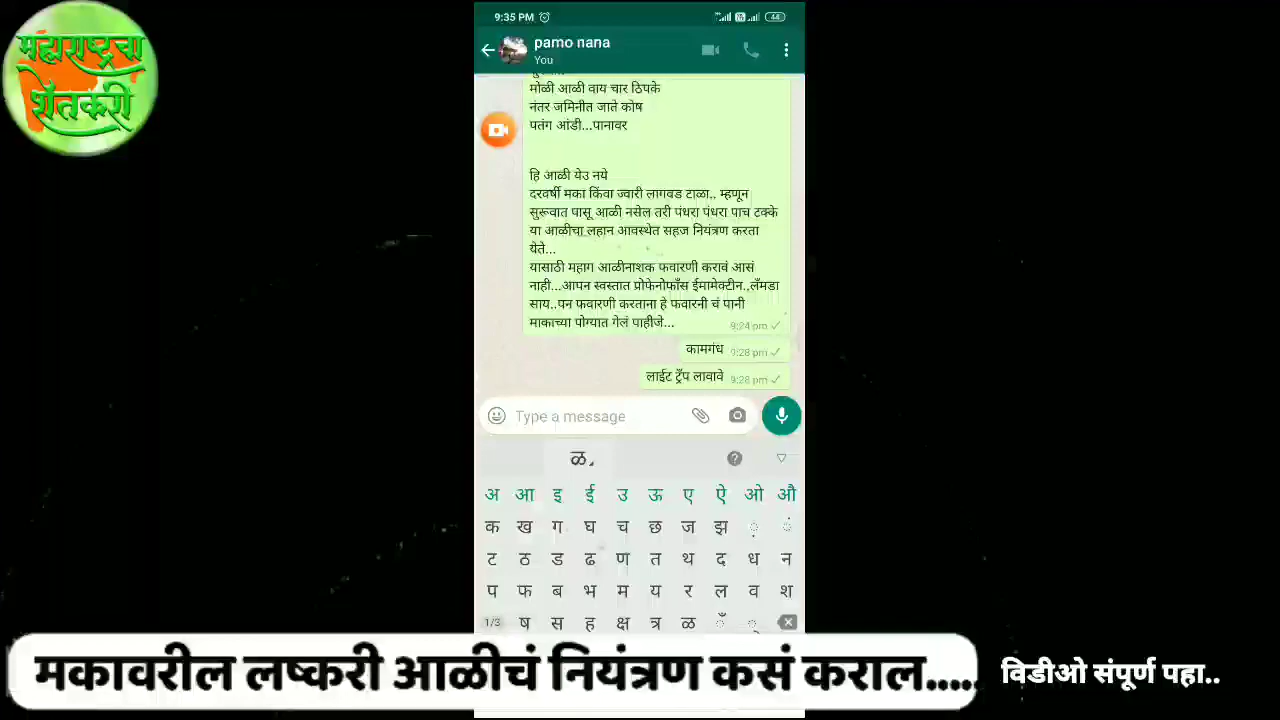 महाराष्ट्रचा
शेतकरी
9:35 PM
44
pamo nana
You
मोळी आळी वाय चार ठिपके
नंतर जमिनीत जाते कोष
पतंग आंडी...पानावर
हि आळी येउ नये
दरवर्षी मका किंवा ज्वारी लागवड टाळा.. म्हणून
सुरूवात पासू आळी नसेल तरी पंधरा पंधरा पाच टक्के
या आळीचा लहान आवस्थेत सहज नियंत्रण करता
येते...
यासाठी महाग आळीनाशक फवारणी करावं आसं
नाही...आपन स्वस्तात प्रोफेनोफॉंस ईमामेक्टीन.,लॅंमडा
साय..पन फवारणी करताना हे फवारनी चं पानी
माकाच्या पोग्यात गेलं पाहीजे...
9:24 pm
कामगंध 9:28 pm
लाईट ट्रॅंप लावावे 9:28 pm
Type a message
ळ
अ आ इ ई उ ऊ ए ऐ ओ औ
क ख ग घ च छ ज झ ़ ं
ट ठ ड ढ ण त थ द ध न
प फ ब भ म य र ल व श
1/3 ष स ह क्ष त्र ळ ँ ्
मकावरील लष्करी आळीचं नियंत्रण कसं कराल.....
विडीओ संपूर्ण पहा..